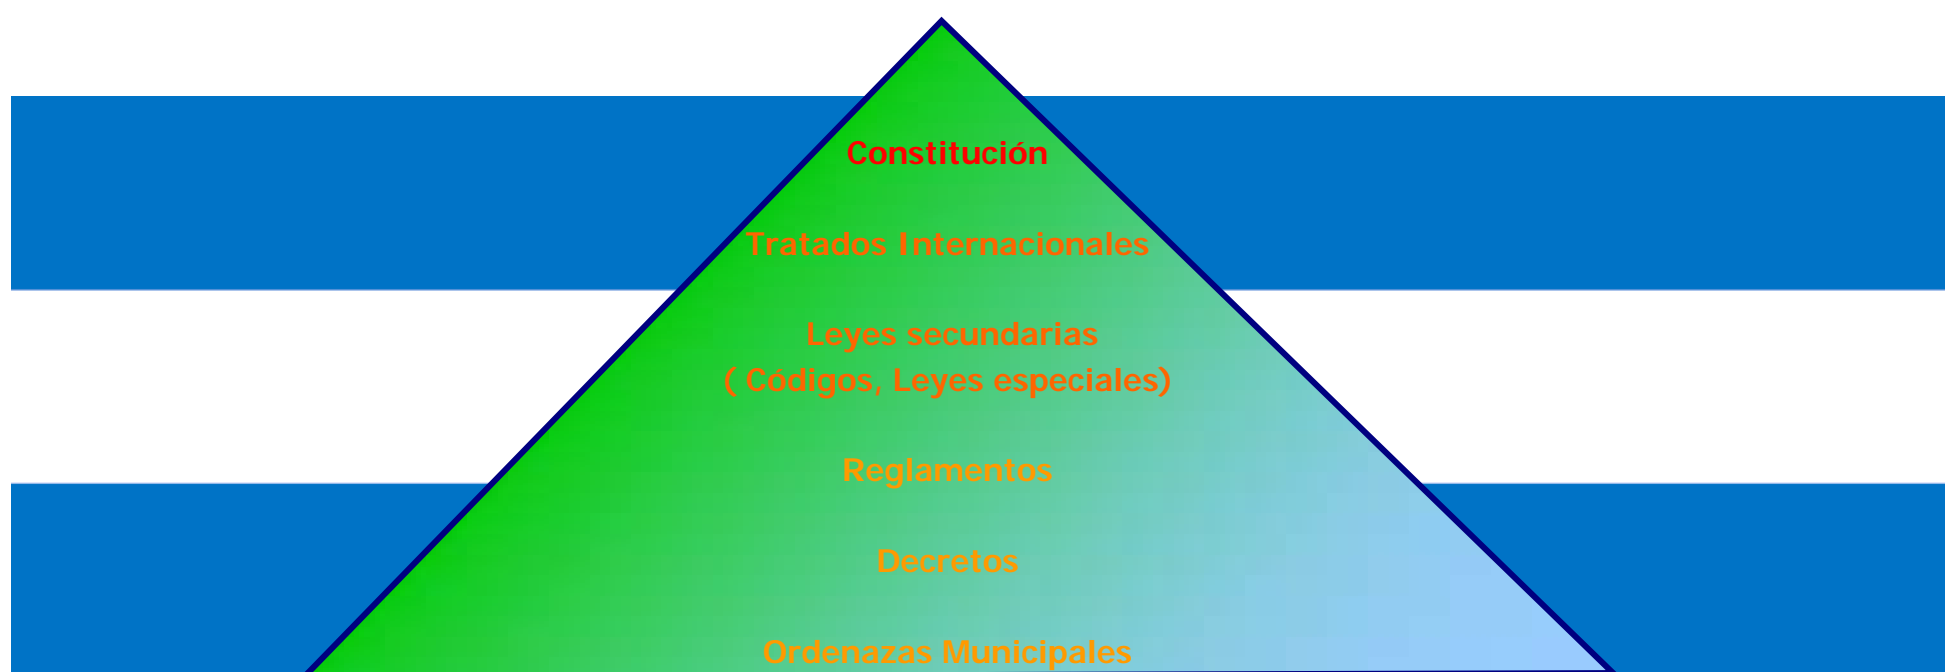 Constitución
Tratados Internacionales
Leyes secundarias
( Códigos, Leyes especiales)
Reglamentos
Decretos
Ordenazas Municipales